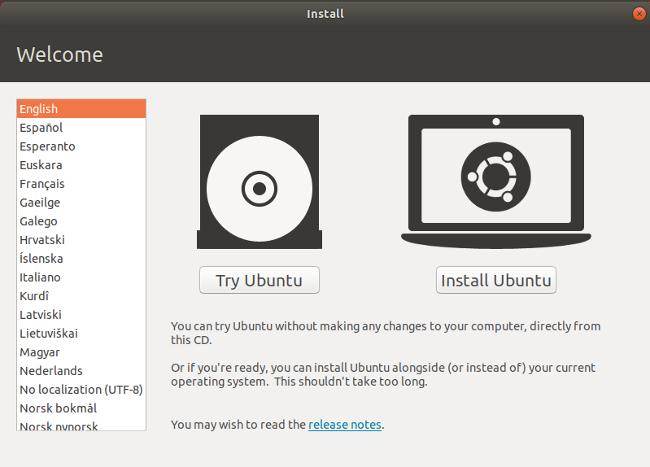 Install
Welcome
English
Español
Esperanto
Euskara
Français
Gaeilge
Galego
Hrvatski
Íslenska
Italiano
Kurdî
Latviski
Lietuviškai
Magyar
Nederlands
No localization (UTF-8)
Norsk bokmål
Norsk nynorsk
Try Ubuntu
Install Ubuntu
You can try Ubuntu without making any changes to your computer, directly from
this CD.
Or if you're ready, you can install Ubuntu alongside (or instead of) your current
operating system. This shouldn't take too long.
You may wish to read the release notes.